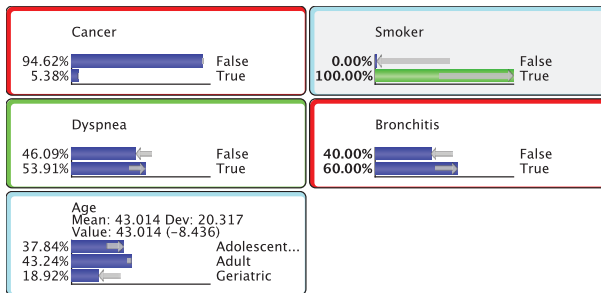 Cancer
94.62% False
5.38% True
Smoker
0.00% False
100.00% True
Dyspnea
46.09% False
53.91% True
Bronchitis
40.00% False
60.00% True
Age
Mean: 43.014 Dev: 20.317
Value: 43.014 (-8.436)
37.84% Adolescent...
43.24% Adult
18.92% Geriatric